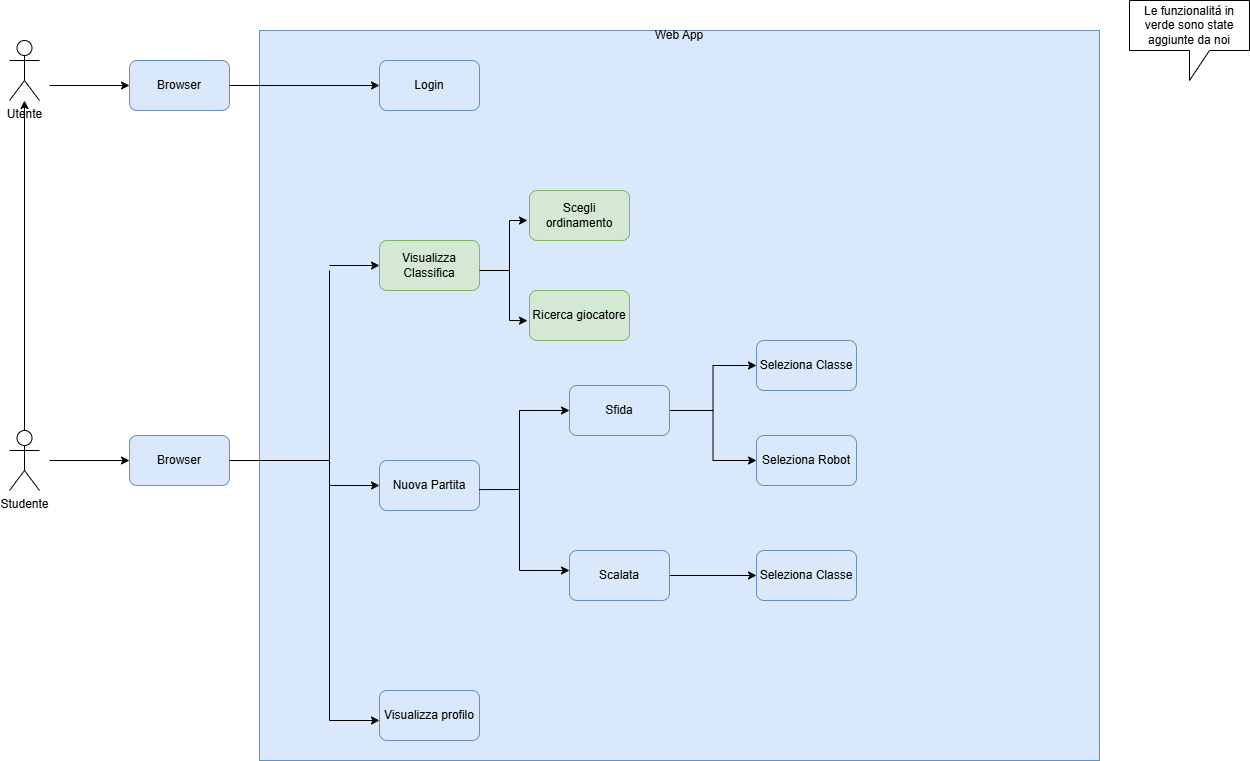 Le funzionalitá in
verde sono state
aggiunte da noi
Web App
Utente
Browser
Login
Scegli
ordinamento
Visualizza
Classifica
Ricerca giocatore
Seleziona Classe
Sfida
Studente
Browser
Seleziona Robot
Nuova Partita
Scalata
Seleziona Classe
Visualizza profilo